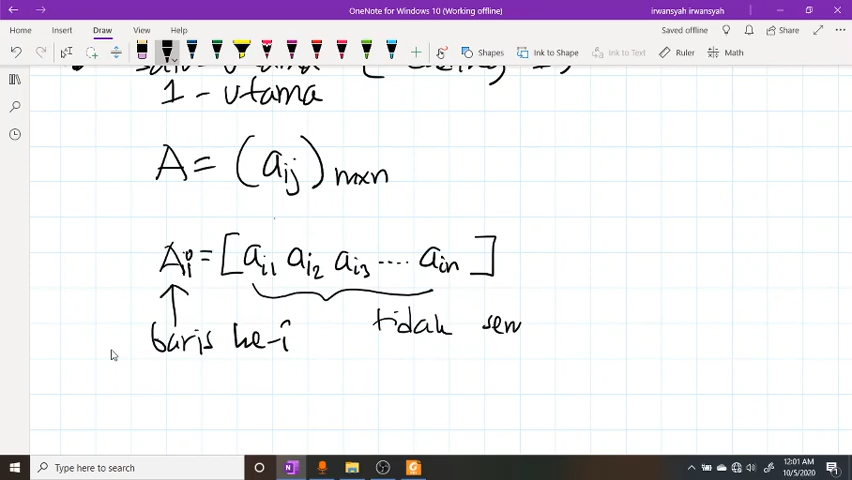 OneNote for Windows 10 (Working offline)
irwansyah irwansyah
Home Insert Draw View Help
Saved offline Share
Shapes Ink to Shape Ink to Text Ruler Math
1 - utama
A = (aij) mxn
Ai = [ai1 ai2 ai3 .... ain]
baris ke-i tidak sem
Type here to search
12:01 AM
10/5/2020